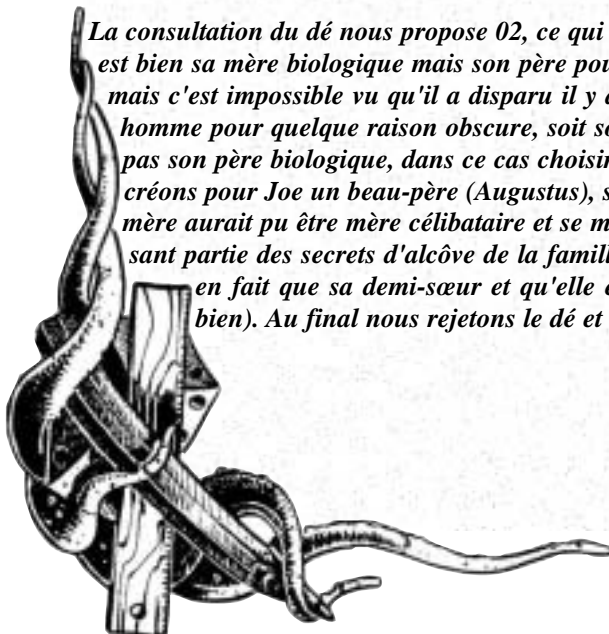 La consultation du dé nous propose 02, ce qui
est bien sa mère biologique mais son père pou
mais c'est impossible vu qu'il a disparu il y a
homme pour quelque raison obscure, soit so
pas son père biologique, dans ce cas choisir
créons pour Joe un beau-père (Augustus), s
mère aurait pu être mère célibataire et se m
sant partie des secrets d'alcôve de la famill
en fait que sa demi-sœur et qu'elle e
bien). Au final nous rejetons le dé et